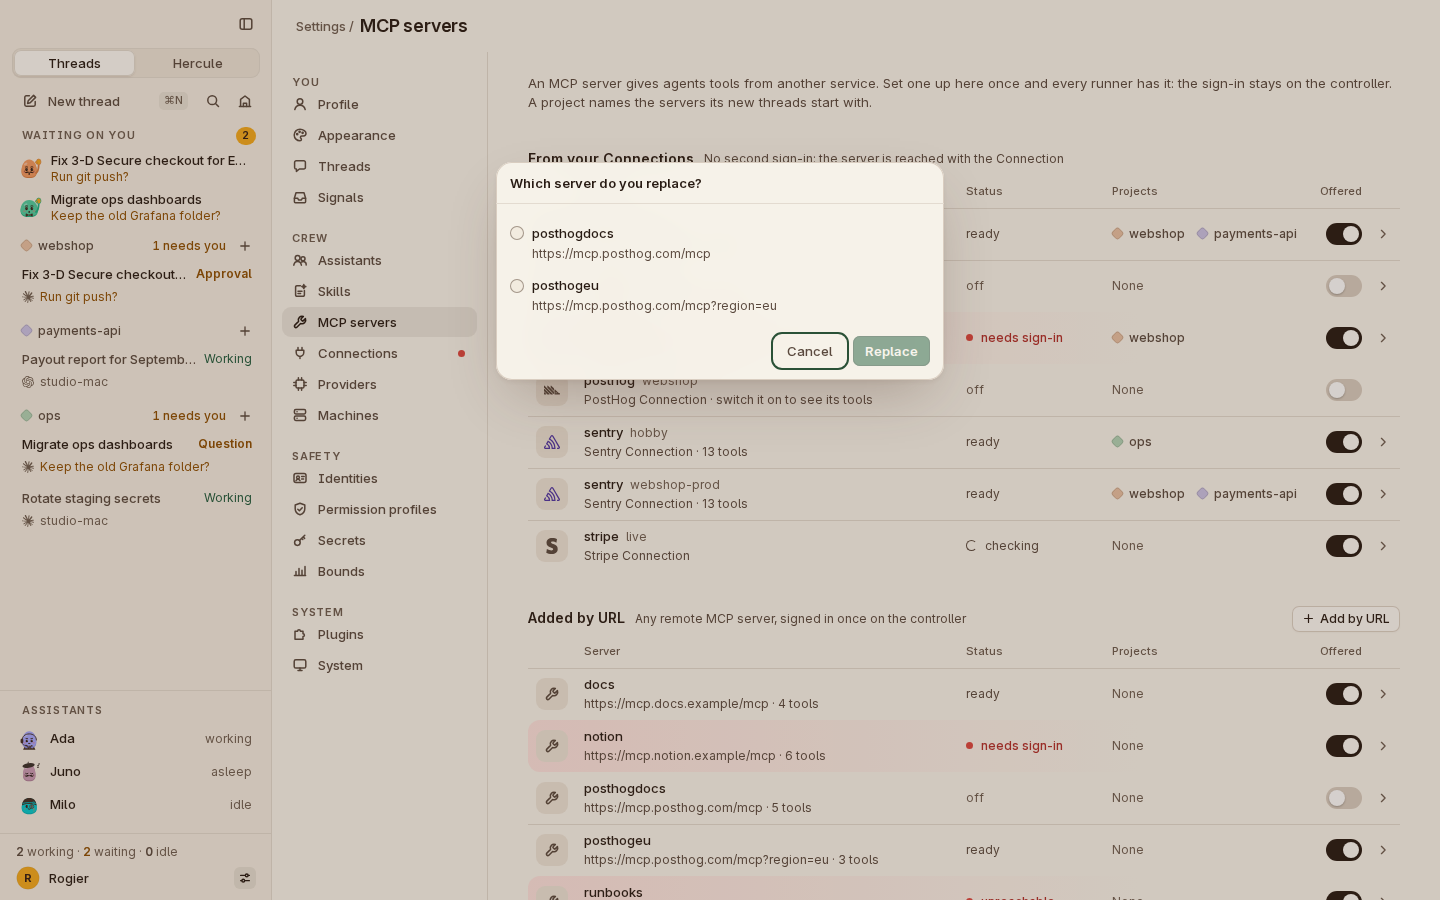 Threads
Hercule
New thread
⌘N
WAITING ON YOU
2
Fix 3-D Secure checkout for E…
Run git push?
Migrate ops dashboards
Keep the old Grafana folder?
webshop
1 needs you
Fix 3-D Secure checkout…
Approval
Run git push?
payments-api
Payout report for Septemb…
Working
studio-mac
ops
1 needs you
Migrate ops dashboards
Question
Keep the old Grafana folder?
Rotate staging secrets
Working
studio-mac
ASSISTANTS
Ada
working
Juno
asleep
Milo
idle
2 working · 2 waiting · 0 idle
R
Rogier
Settings / MCP servers
YOU
Profile
Appearance
Threads
Signals
CREW
Assistants
Skills
MCP servers
Connections
Providers
Machines
SAFETY
Identities
Permission profiles
Secrets
Bounds
SYSTEM
Plugins
System
An MCP server gives agents tools from another service. Set one up here once and every runner has it: the sign-in stays on the controller.
A project names the servers its new threads start with.
From your Connections
No second sign-in: the server is reached with the Connection
Status
Projects
Offered
ready
webshop
payments-api
off
None
needs sign-in
webshop
Which server do you replace?
posthogdocs
https://mcp.posthog.com/mcp
posthogeu
https://mcp.posthog.com/mcp?region=eu
Cancel
Replace
posthog webshop
PostHog Connection · switch it on to see its tools
off
None
sentry hobby
Sentry Connection · 13 tools
ready
ops
sentry webshop-prod
Sentry Connection · 13 tools
ready
webshop
payments-api
stripe live
Stripe Connection
checking
None
Added by URL
Any remote MCP server, signed in once on the controller
Add by URL
Server
Status
Projects
Offered
docs
https://mcp.docs.example/mcp · 4 tools
ready
None
notion
https://mcp.notion.example/mcp · 6 tools
needs sign-in
None
posthogdocs
https://mcp.posthog.com/mcp · 5 tools
off
None
posthogeu
https://mcp.posthog.com/mcp?region=eu · 3 tools
ready
None
runbooks